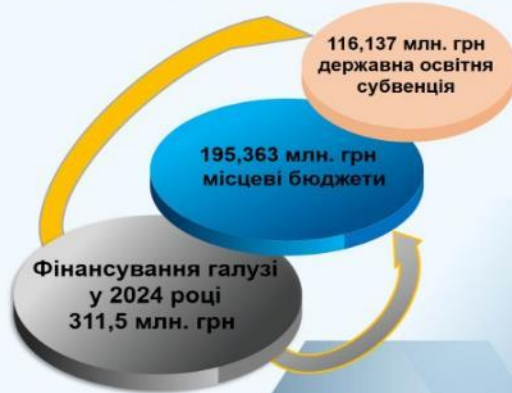 116,137 млн. грн
державна освітня
субвенція
195,363 млн. грн
місцеві бюджети
Фінансування галузі
у 2024 році
311,5 млн. грн